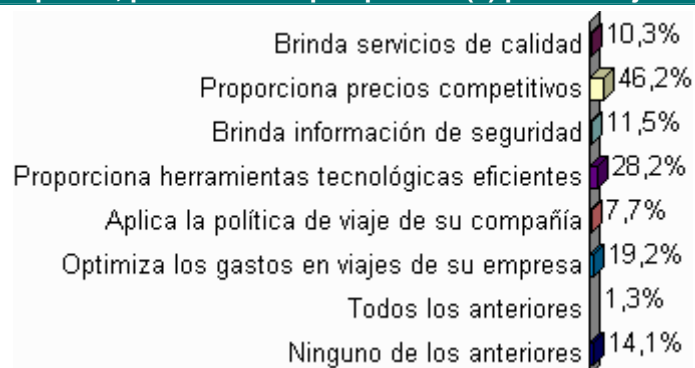 Brinda servicios de calidad 10,3%
Proporciona precios competitivos 46,2%
Brinda información de seguridad 11,5%
Proporciona herramientas tecnológicas eficientes 28,2%
Aplica la política de viaje de su compañía 7,7%
Optimiza los gastos en viajes de su empresa 19,2%
Todos los anteriores 1,3%
Ninguno de los anteriores 14,1%